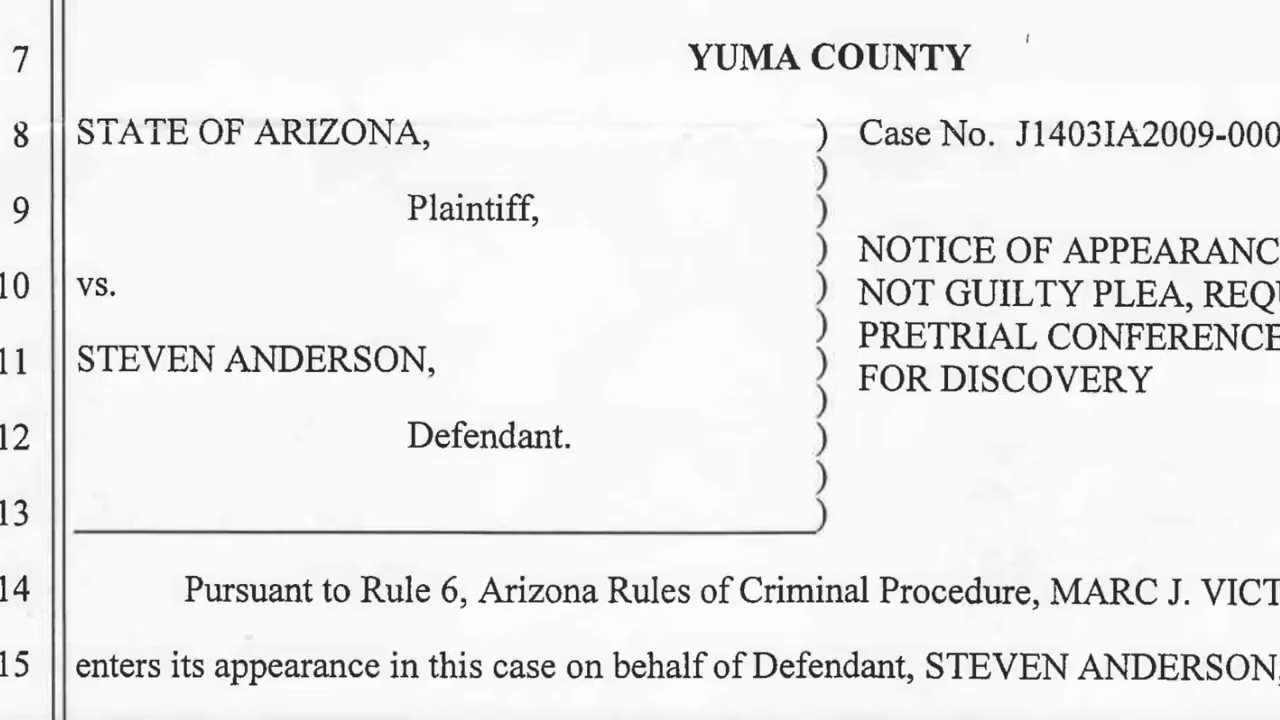 7 YUMA COUNTY
8 STATE OF ARIZONA, ) Case No. J1403IA2009-000
)
9 Plaintiff, )
) NOTICE OF APPEARANC
10 vs. ) NOT GUILTY PLEA, REQU
) PRETRIAL CONFERENCE
11 STEVEN ANDERSON, ) FOR DISCOVERY
)
12 Defendant. )
)
13 )
14 Pursuant to Rule 6, Arizona Rules of Criminal Procedure, MARC J. VICT
15 enters its appearance in this case on behalf of Defendant, STEVEN ANDERSON,